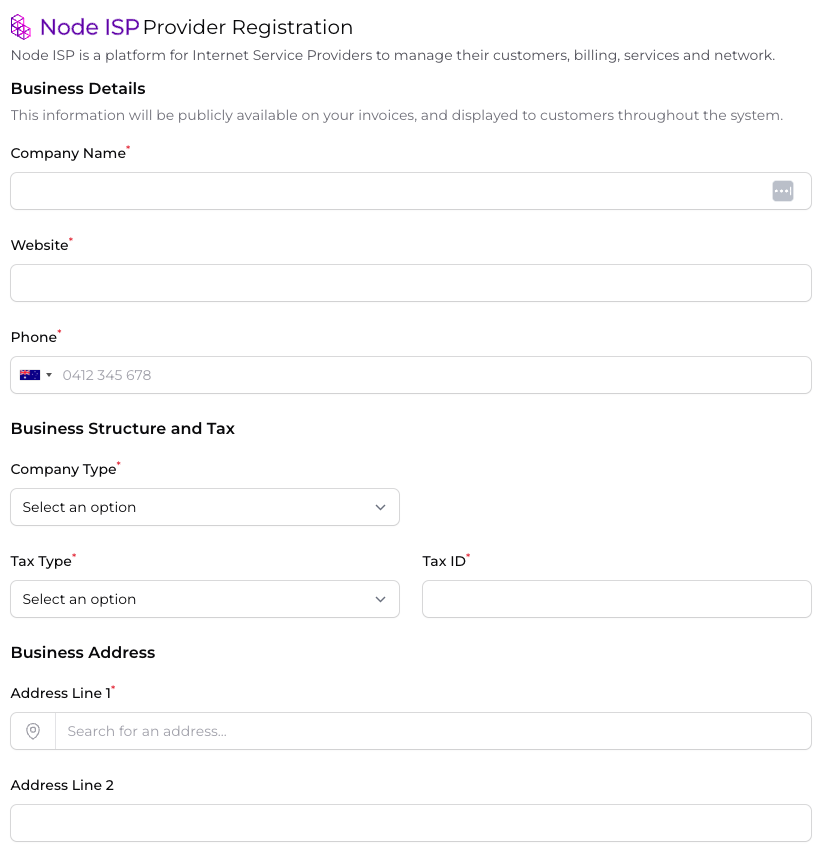 Node ISP Provider Registration
Node ISP is a platform for Internet Service Providers to manage their customers, billing, services and network.
Business Details
This information will be publicly available on your invoices, and displayed to customers throughout the system.
Company Name*
Website*
Phone*
0412 345 678
Business Structure and Tax
Company Type*
Select an option
Tax Type* Tax ID*
Select an option
Business Address
Address Line 1*
Search for an address...
Address Line 2